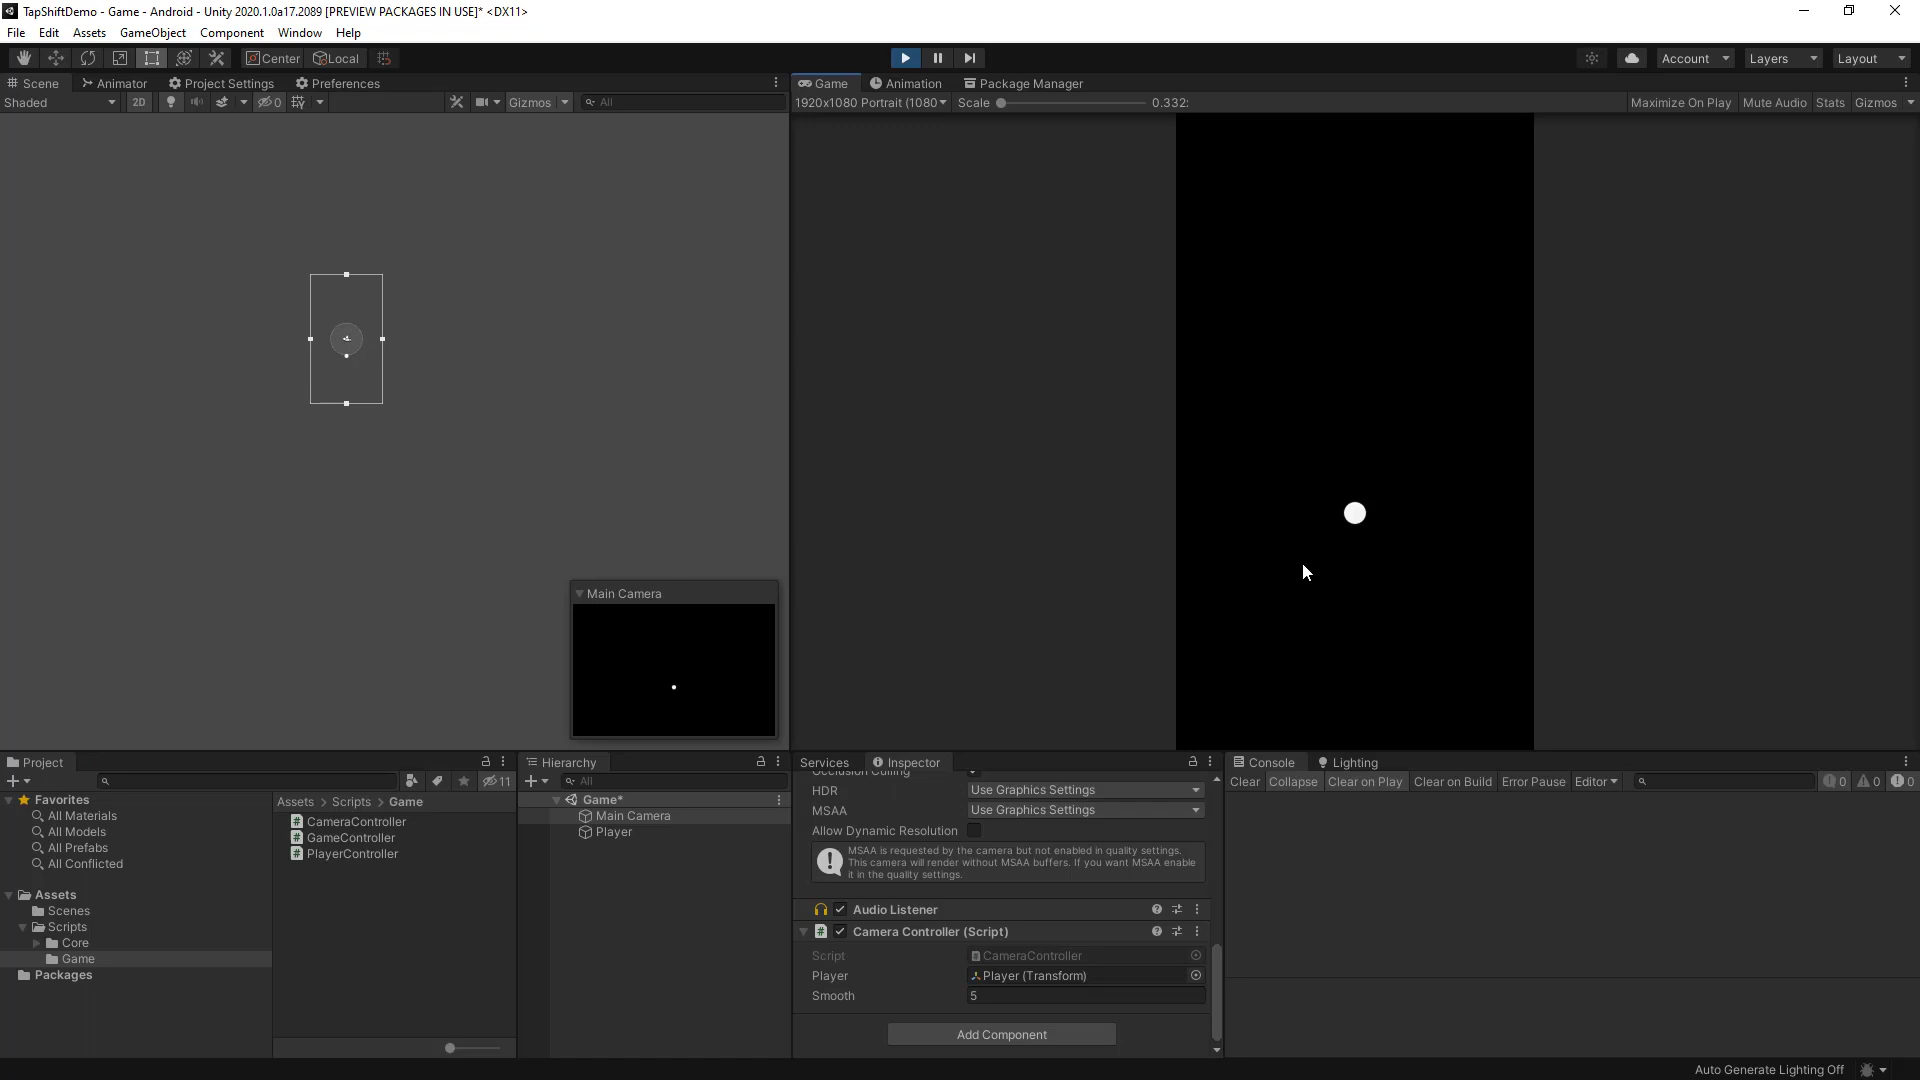 TapShiftDemo - Game - Android - Unity 2020.1.0a17.2089 [PREVIEW PACKAGES IN USE]* <DX11>
File Edit Assets GameObject Component Window Help
Center Local Account Layers Layout
Scene Animator Project Settings Preferences
Game Animation Package Manager
Shaded 2D 0 Gizmos All
1920x1080 Portrait (1080 Scale 0.332: Maximize On Play Mute Audio Stats Gizmos
Main Camera
Project
11
Favorites
All Materials
All Models
All Prefabs
All Conflicted
Assets
Scenes
Scripts
Core
Game
Packages
Assets > Scripts > Game
CameraController
GameController
PlayerController
Hierarchy
All
Game*
Main Camera
Player
Services Inspector
Occlusion Culling
HDR Use Graphics Settings
MSAA Use Graphics Settings
Allow Dynamic Resolution
MSAA is requested by the camera but not enabled in quality settings.
This camera will render without MSAA buffers. If you want MSAA enable
it in the quality settings.
Audio Listener
Camera Controller (Script)
Script CameraController
Player Player (Transform)
Smooth 5
Add Component
Console Lighting
Clear Collapse Clear on Play Clear on Build Error Pause Editor 0 0 0
Auto Generate Lighting Off